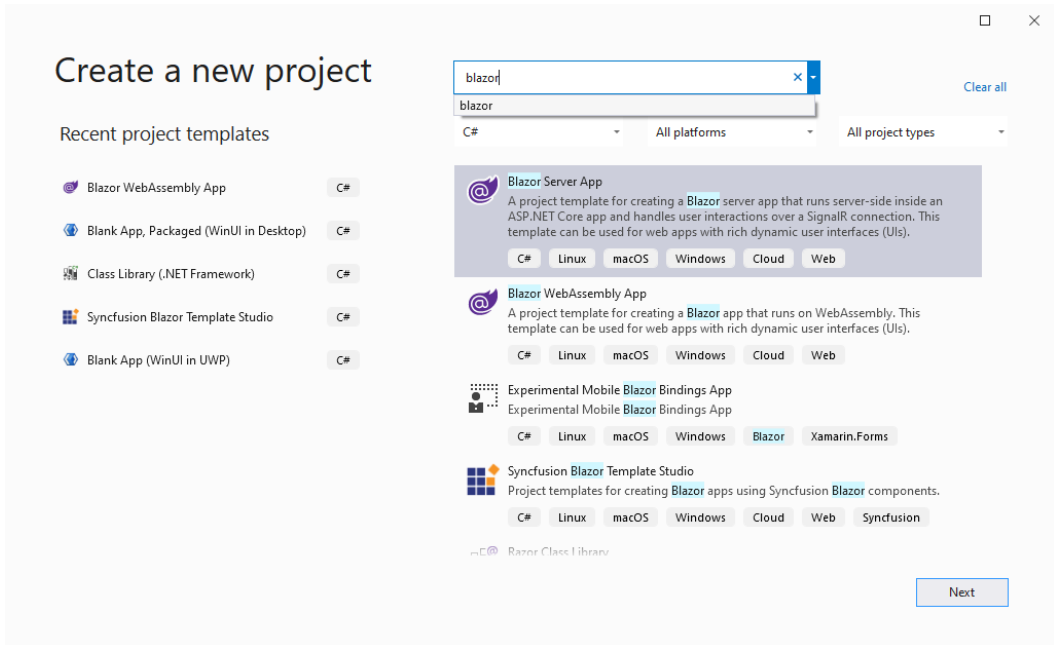 Create a new project
Recent project templates
Blazor WebAssembly App C#
Blank App, Packaged (WinUI in Desktop) C#
Class Library (.NET Framework) C#
Syncfusion Blazor Template Studio C#
Blank App (WinUI in UWP) C#
blazor
blazor
Clear all
C# All platforms All project types
Blazor Server App
A project template for creating a Blazor server app that runs server-side inside an
ASP.NET Core app and handles user interactions over a SignalR connection. This
template can be used for web apps with rich dynamic user interfaces (UIs).
C# Linux macOS Windows Cloud Web
Blazor WebAssembly App
A project template for creating a Blazor app that runs on WebAssembly. This
template can be used for web apps with rich dynamic user interfaces (UIs).
C# Linux macOS Windows Cloud Web
Experimental Mobile Blazor Bindings App
Experimental Mobile Blazor Bindings App
C# Linux macOS Windows Blazor Xamarin.Forms
Syncfusion Blazor Template Studio
Project templates for creating Blazor apps using Syncfusion Blazor components.
C# Linux macOS Windows Cloud Web Syncfusion
Razor Class Library
Next